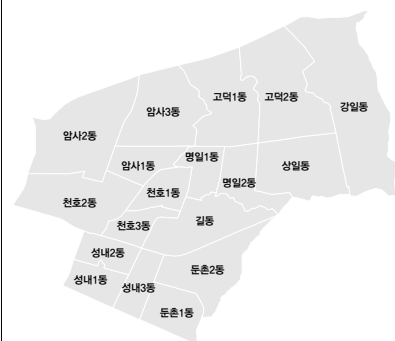 고덕1동
고덕2동
강일동
암사3동
암사2동
명일1동
암사1동
상일동
명일2동
천호1동
천호2동
길동
천호3동
성내2동
둔촌2동
성내1동
성내3동
둔촌1동